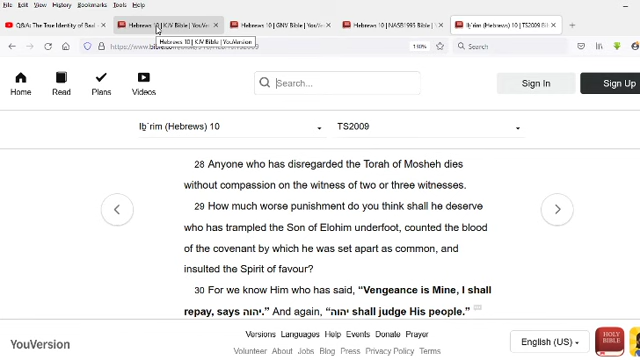 File Edit View History Bookmarks Tools Help
Q&A: The True Identity of Baal
Hebrews 10 | KJV Bible | YouVersion
Hebrews 10 | GNV Bible | YouVersion
Hebrews 10 | NASB1995 Bible
Iḇ`rim (Hebrews) 10 | TS2009
https://www.bible.com
130%
Search
Hebrews 10 | KJV Bible | YouVersion
Home
Read
Plans
Videos
Search...
Sign In
Sign Up
Iḇ`rim (Hebrews) 10
TS2009
28 Anyone who has disregarded the Torah of Mosheh dies
without compassion on the witness of two or three witnesses.
29 How much worse punishment do you think shall he deserve
who has trampled the Son of Elohim underfoot, counted the blood
of the covenant by which he was set apart as common, and
insulted the Spirit of favour?
30 For we know Him who has said, “Vengeance is Mine, I shall
repay, says יהוה.” And again, “יהוה shall judge His people.”
Versions Languages Help Events Donate Prayer
YouVersion
English (US)
HOLY BIBLE
Volunteer About Jobs Blog Press Privacy Policy Terms